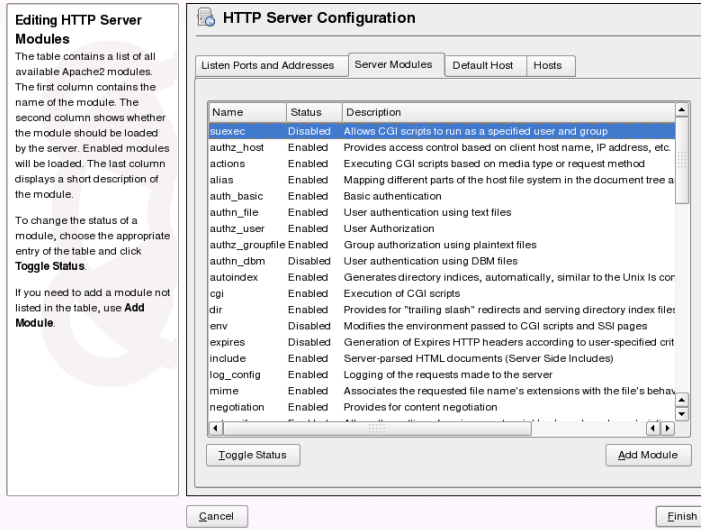 Editing HTTP Server
Modules
The table contains a list of all
available Apache2 modules.
The first column contains the
name of the module. The
second column shows whether
the module should be loaded
by the server. Enabled modules
will be loaded. The last column
displays a short description of
the module.
To change the status of a
module, choose the appropriate
entry of the table and click
Toggle Status.
If you need to add a module not
listed in the table, use Add
Module.
HTTP Server Configuration
Listen Ports and Addresses Server Modules Default Host Hosts
Name Status Description
suexec Disabled Allows CGI scripts to run as a specified user and group
authz_host Enabled Provides access control based on client host name, IP address, etc.
actions Enabled Executing CGI scripts based on media type or request method
alias Enabled Mapping different parts of the host file system in the document tree a
auth_basic Enabled Basic authentication
authn_file Enabled User authentication using text files
authz_user Enabled User Authorization
authz_groupfile Enabled Group authorization using plaintext files
authn_dbm Disabled User authentication using DBM files
autoindex Enabled Generates directory indices, automatically, similar to the Unix ls con
cgi Enabled Execution of CGI scripts
dir Enabled Provides for "trailing slash" redirects and serving directory index files
env Disabled Modifies the environment passed to CGI scripts and SSI pages
expires Disabled Generation of Expires HTTP headers according to user-specified crit
include Enabled Server-parsed HTML documents (Server Side Includes)
log_config Enabled Logging of the requests made to the server
mime Enabled Associates the requested file name's extensions with the file's behav
negotiation Enabled Provides for content negotiation
Toggle Status Add Module
Cancel Finish